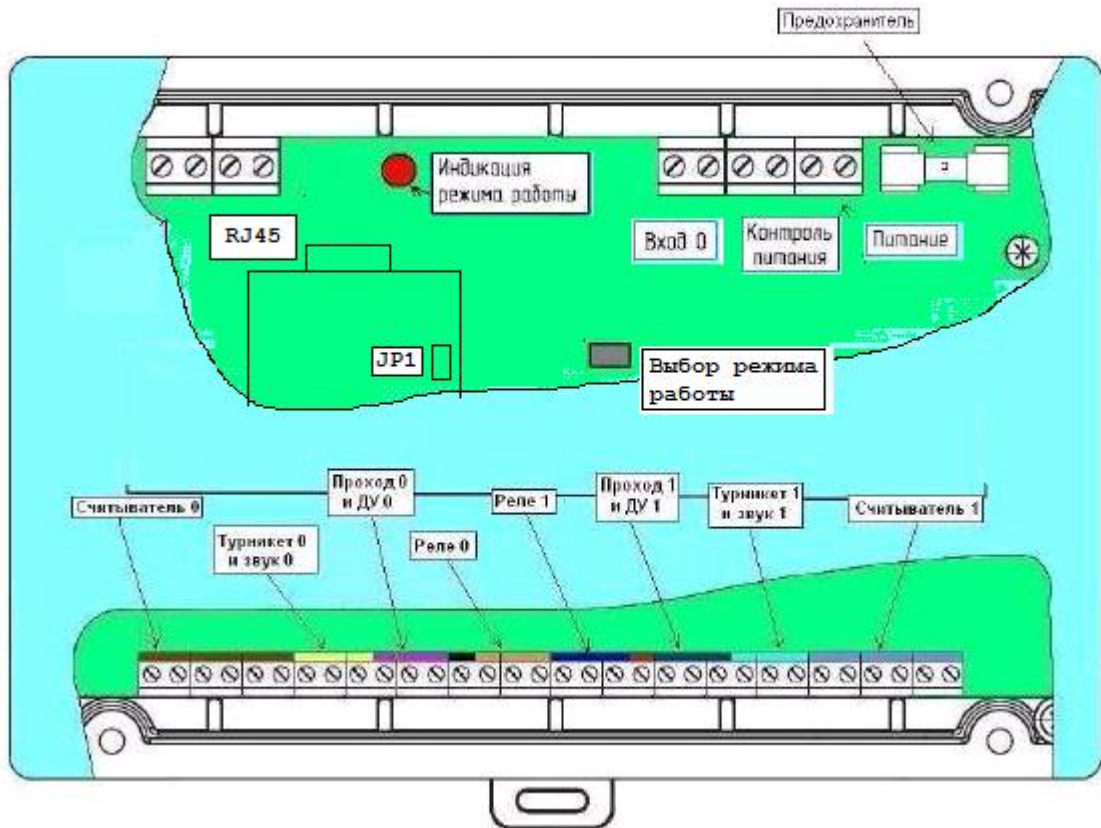 Предохранитель
Индикация
режима работы
RJ45
Вход 0
Контроль
питания
Питание
JP1
Выбор режима
работы
Считыватель 0
Турникет 0
и звук 0
Проход 0
и ДУ 0
Реле 0
Реле 1
Проход 1
и ДУ 1
Турникет 1
и звук 1
Считыватель 1